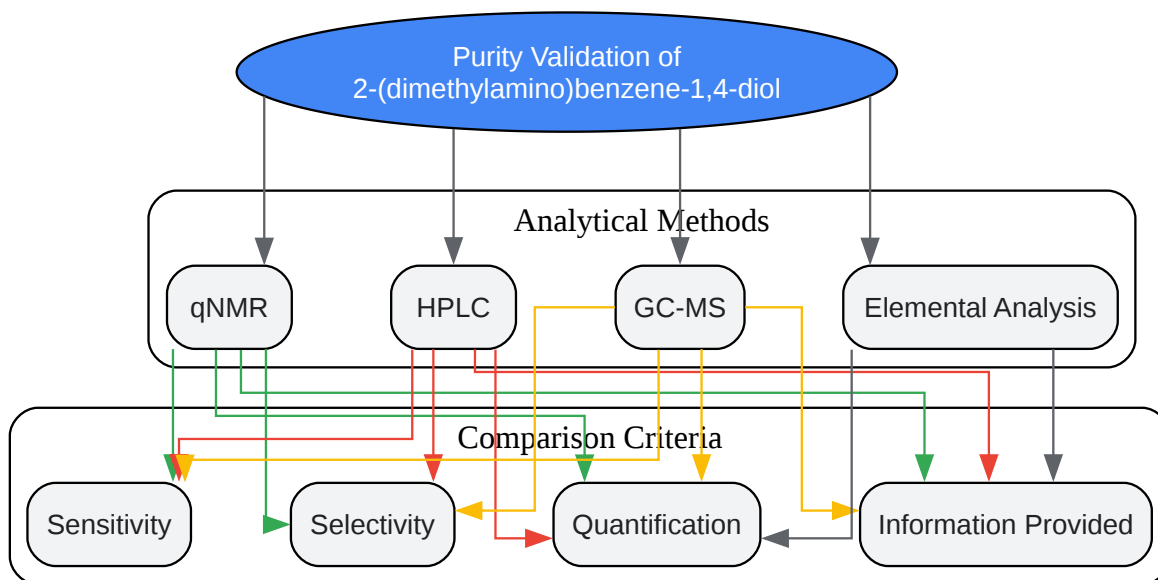 Purity Validation of
2-(dimethylamino)benzene-1,4-diol
Analytical Methods
qNMR
HPLC
GC-MS
Elemental Analysis
Comparison Criteria
Sensitivity
Selectivity
Quantification
Information Provided